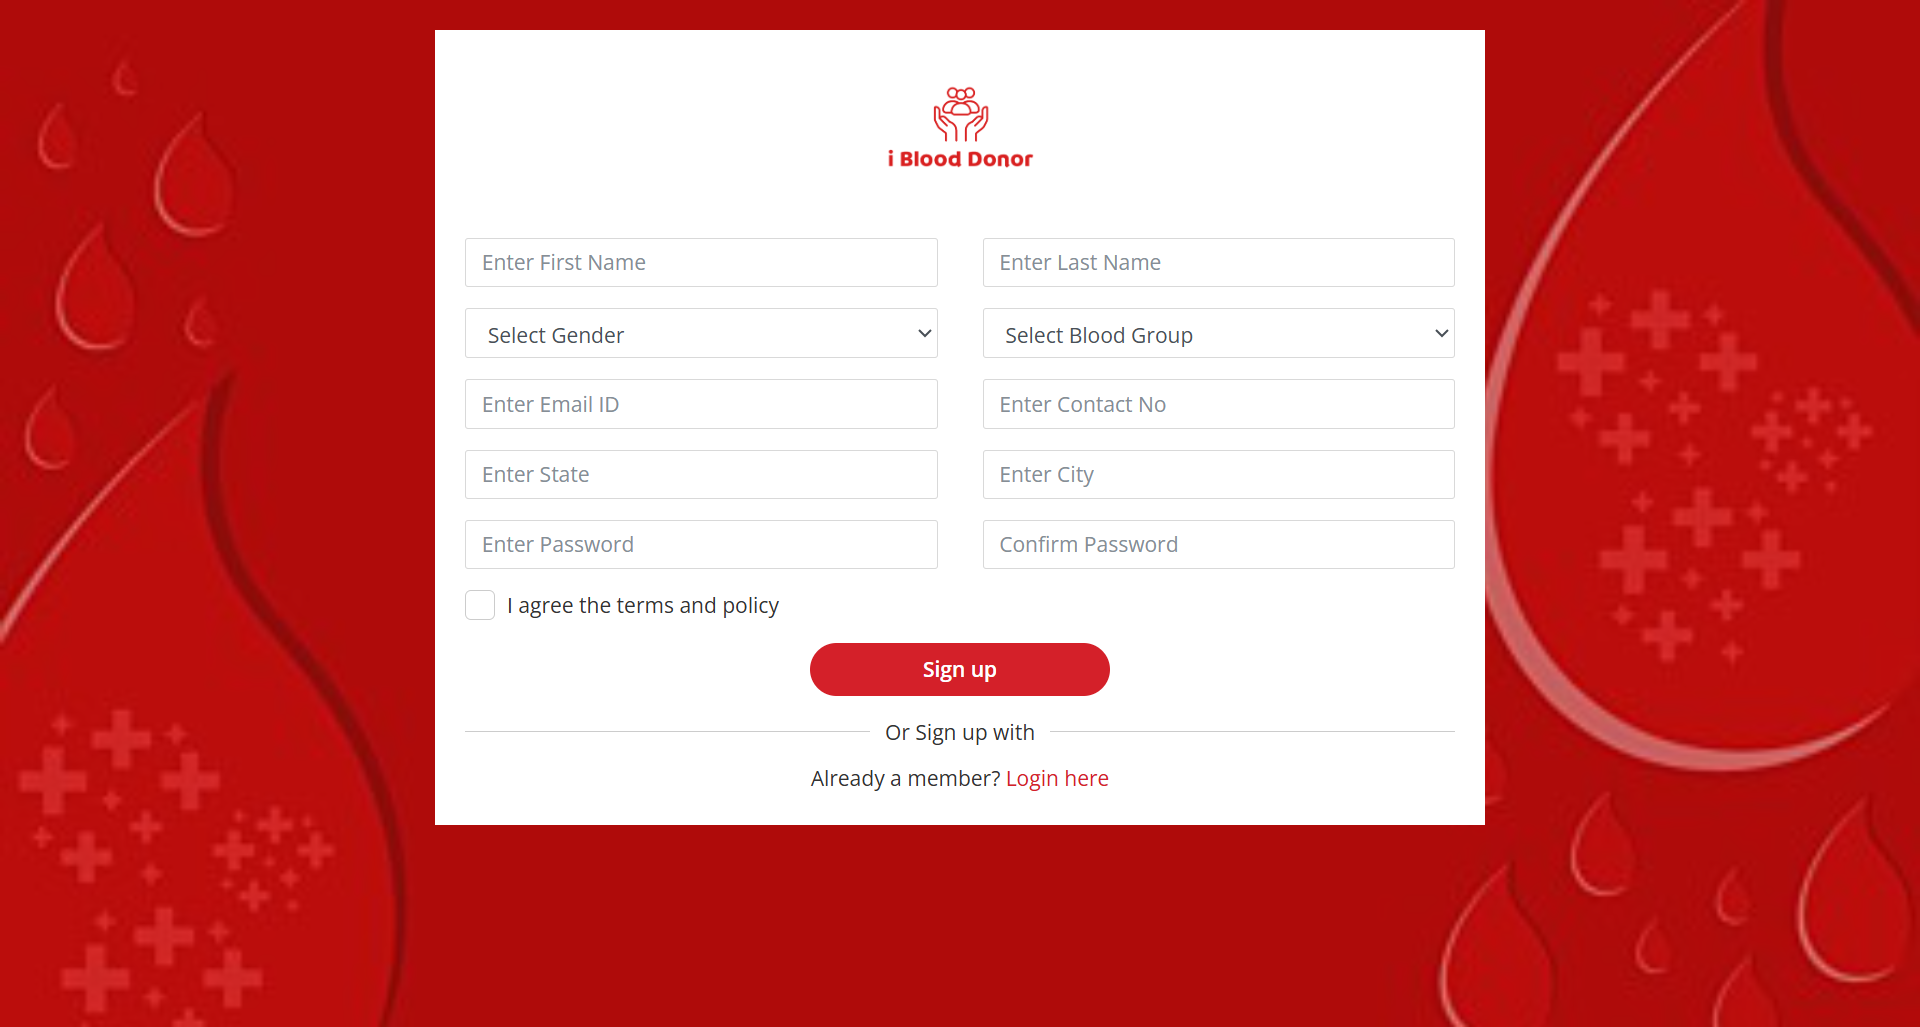 i Blood Donor
Enter First Name
Enter Last Name
Select Gender
Select Blood Group
Enter Email ID
Enter Contact No
Enter State
Enter City
Enter Password
Confirm Password
I agree the terms and policy
Sign up
Or Sign up with
Already a member? Login here